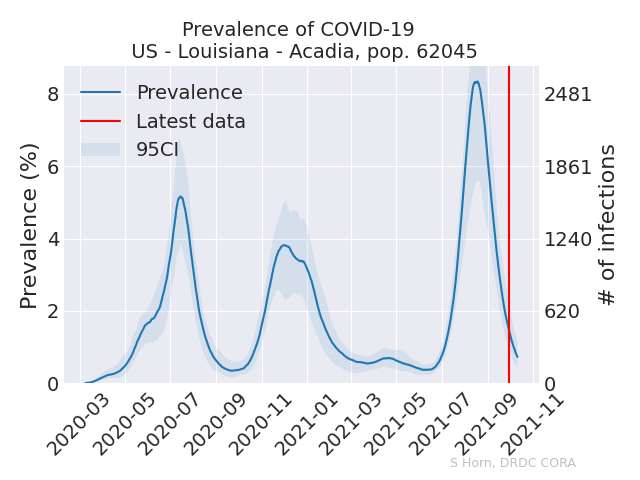 Prevalence of COVID-19
US - Louisiana - Acadia, pop. 62045
Prevalence
Latest data
95CI
Prevalence (%)
8
6
4
2
0
2481
1861
1240
620
0
# of infections
2020-03
2020-05
2020-07
2020-09
2020-11
2021-01
2021-03
2021-05
2021-07
2021-09
2021-11
S Horn, DRDC CORA